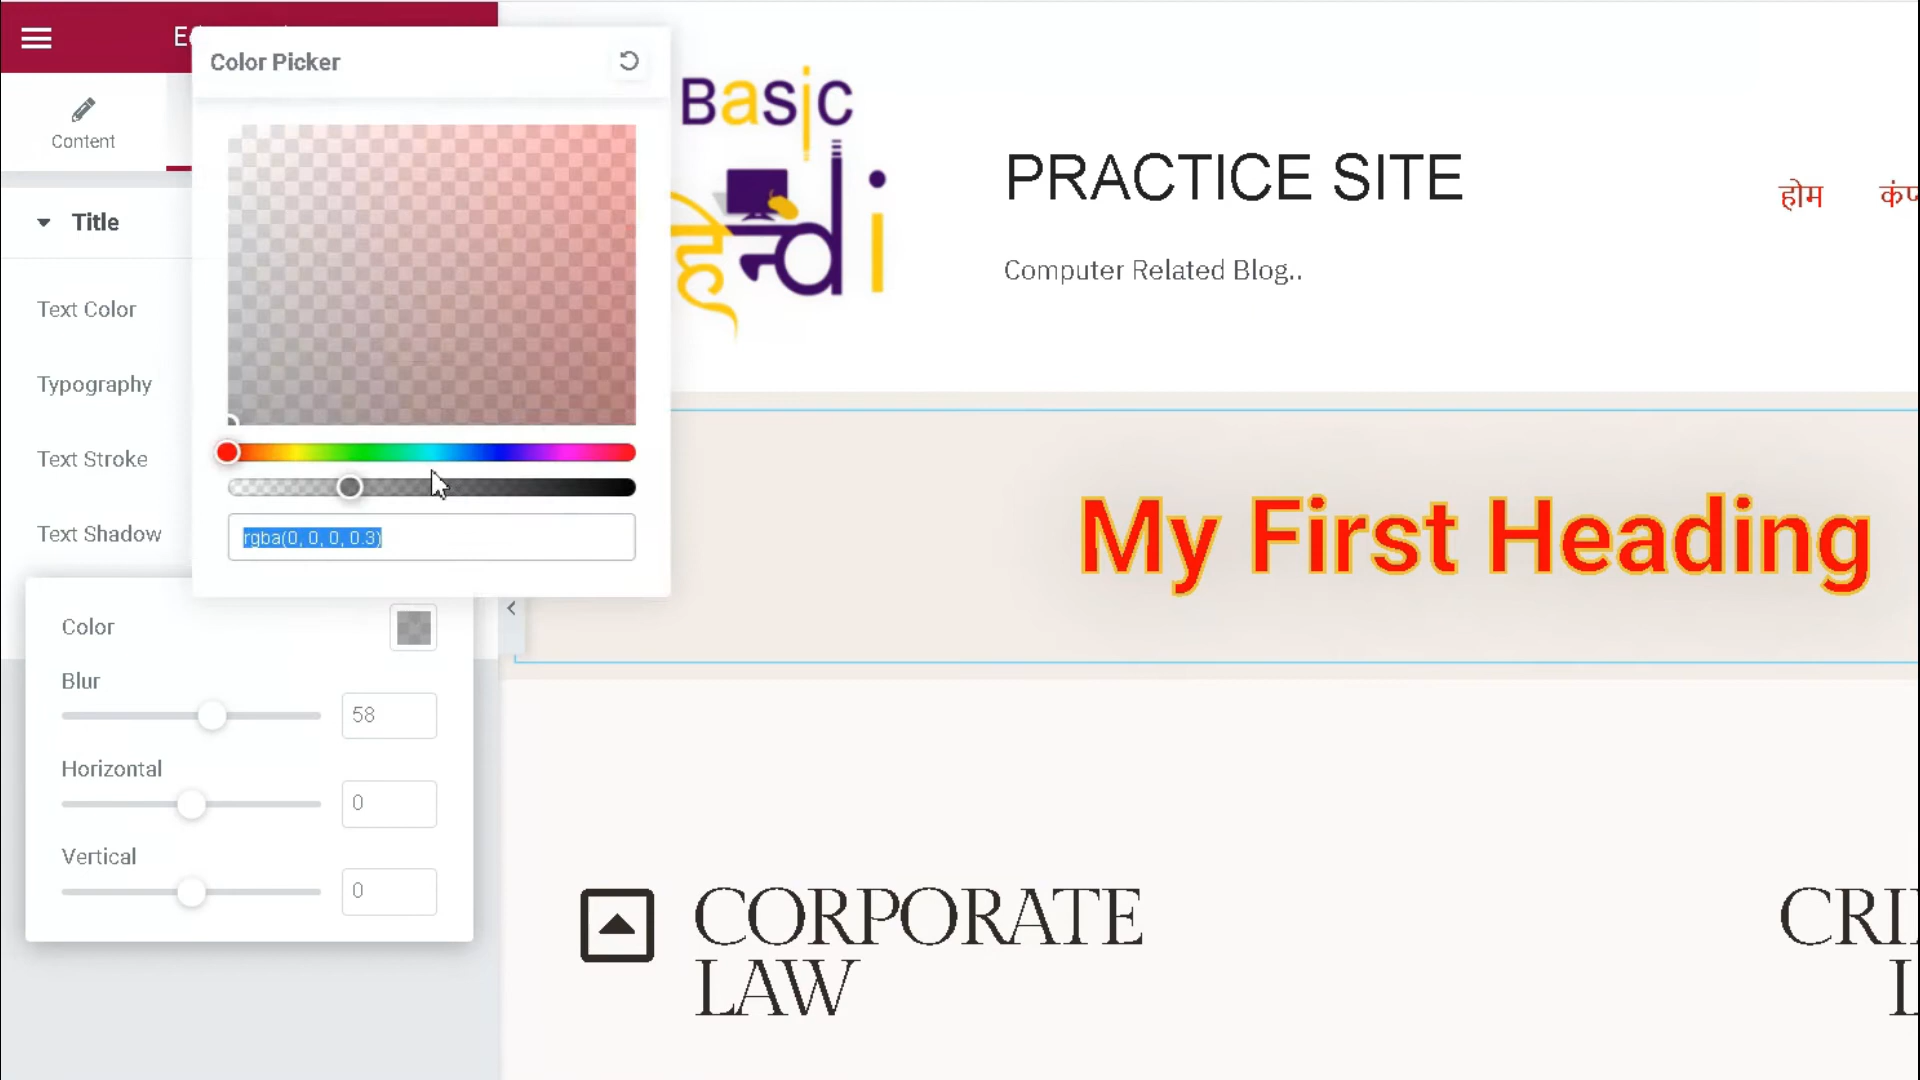 Color Picker
Content
Title
Text Color
Typography
Text Stroke
Text Shadow
rgba(0, 0, 0, 0.3)
Color
Blur
58
Horizontal
0
Vertical
0
Basic
हिन्दी
PRACTICE SITE
Computer Related Blog..
होम
My First Heading
CORPORATE
LAW